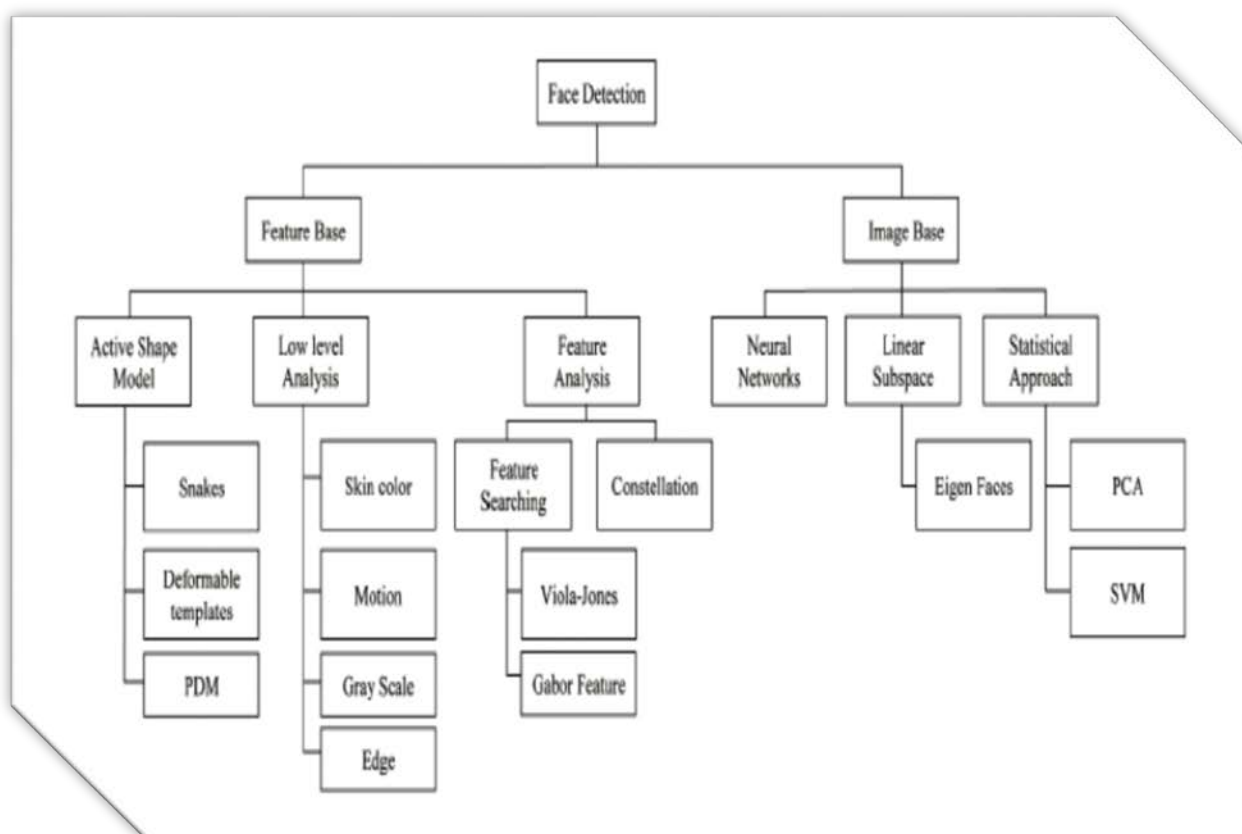 Face Detection
Feature Base
Image Base
Active Shape
Model
Low level
Analysis
Feature
Analysis
Neural
Networks
Linear
Subspace
Statistical
Approach
Snakes
Deformable
templates
PDM
Skin color
Motion
Gray Scale
Edge
Feature
Searching
Constellation
Viola-Jones
Gabor Feature
Eigen Faces
PCA
SVM